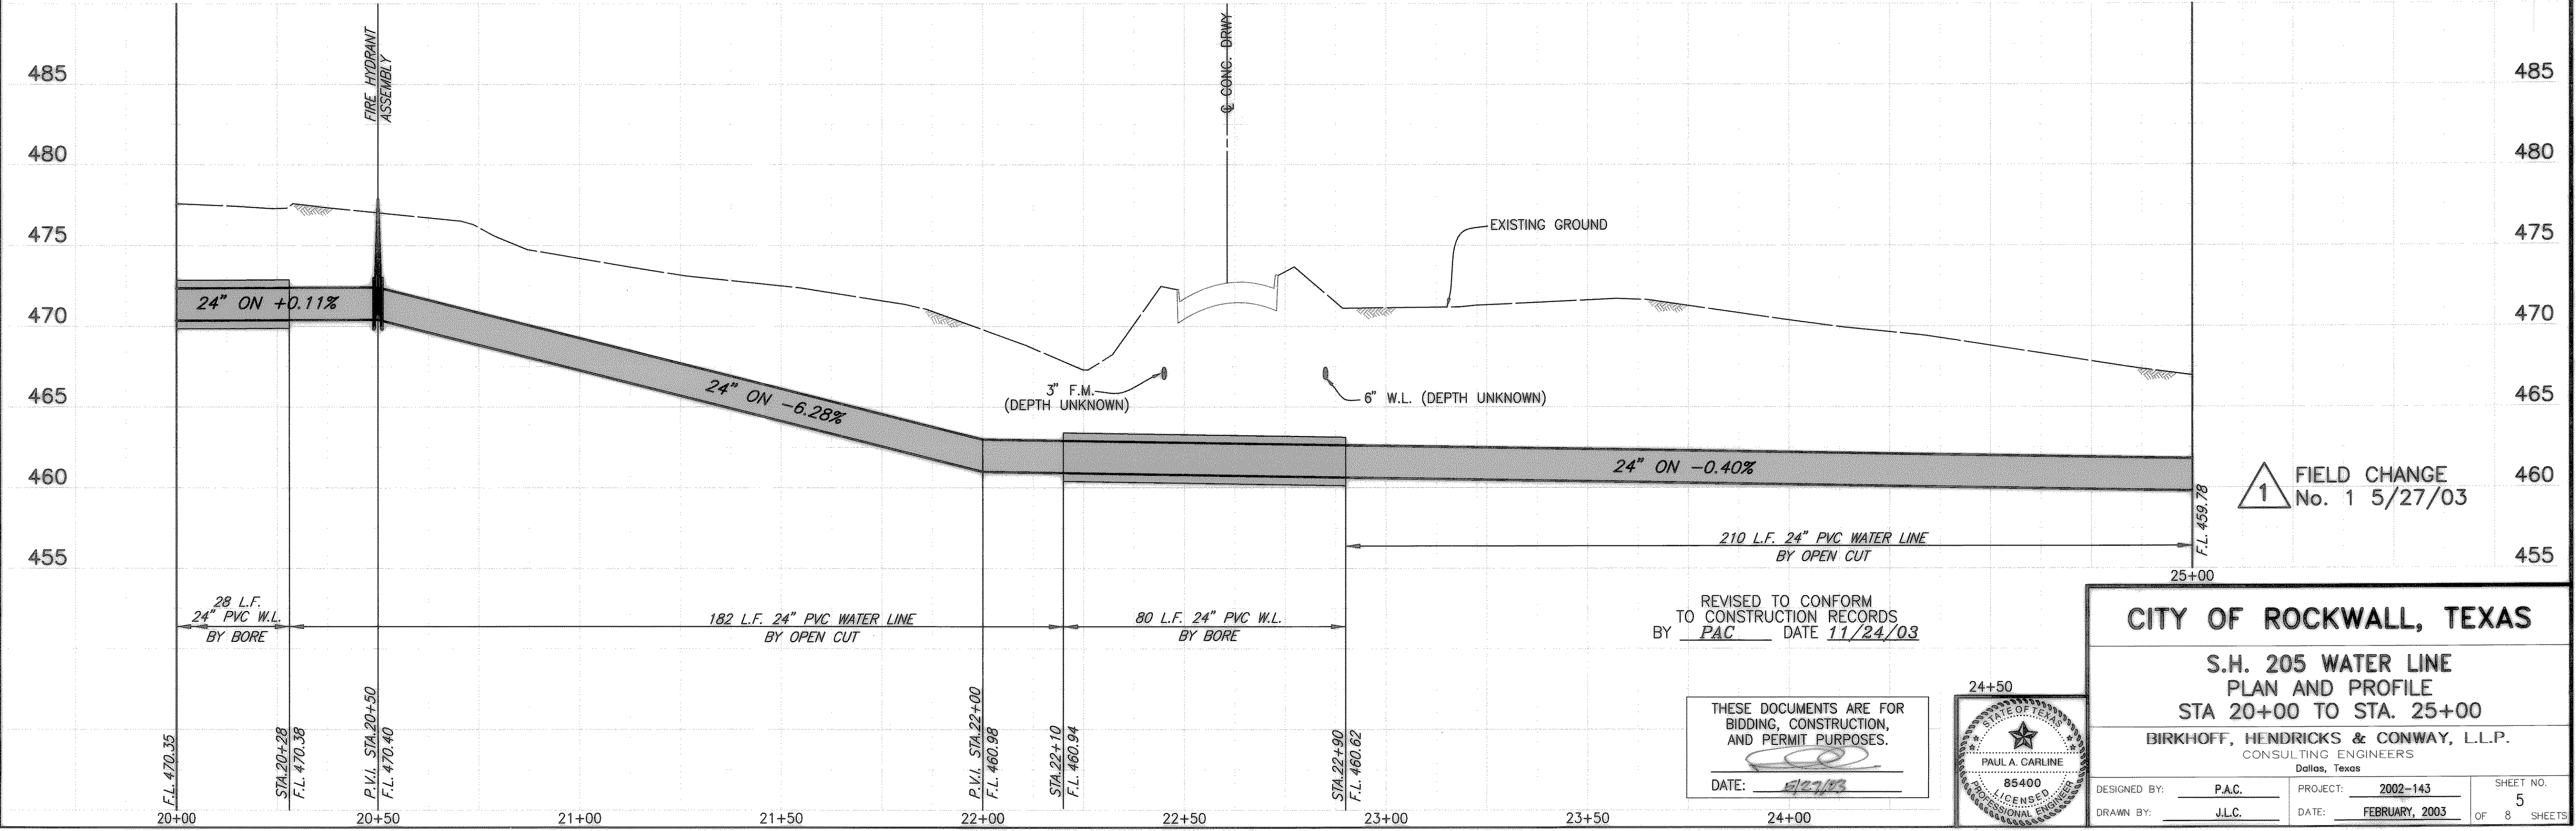 485
480
475
470
465
460
455
FIRE HYDRANT
ASSEMBLY
℄ CONC. DRWY
EXISTING GROUND
24" ON +0.11%
24" ON -6.28%
3" F.M.
(DEPTH UNKNOWN)
6" W.L. (DEPTH UNKNOWN)
24" ON -0.40%
F.L. 459.78
485
480
475
470
465
460
455
1
FIELD CHANGE
No. 1 5/27/03
210 L.F. 24" PVC WATER LINE
BY OPEN CUT
25+00
28 L.F.
24" PVC W.L.
BY BORE
182 L.F. 24" PVC WATER LINE
BY OPEN CUT
80 L.F. 24" PVC W.L.
BY BORE
REVISED TO CONFORM
TO CONSTRUCTION RECORDS
BY PAC DATE 11/24/03
F.L. 470.35
STA.20+28
F.L. 470.38
P.V.I. STA.20+50
F.L. 470.40
P.V.I. STA.22+00
F.L. 460.98
STA.22+10
F.L. 460.94
STA.22+90
F.L. 460.62
20+00
20+50
21+00
21+50
22+00
22+50
23+00
23+50
24+00
24+50
THESE DOCUMENTS ARE FOR
BIDDING, CONSTRUCTION,
AND PERMIT PURPOSES.
DATE: 5/27/03
STATE OF TEXAS
PAUL A. CARLINE
85400
LICENSED
PROFESSIONAL ENGINEER
CITY OF ROCKWALL, TEXAS
S.H. 205 WATER LINE
PLAN AND PROFILE
STA 20+00 TO STA. 25+00
BIRKHOFF, HENDRICKS & CONWAY, L.L.P.
CONSULTING ENGINEERS
Dallas, Texas
DESIGNED BY: P.A.C.
PROJECT: 2002-143
SHEET NO.
5
DRAWN BY: J.L.C.
DATE: FEBRUARY, 2003
OF 8 SHEETS